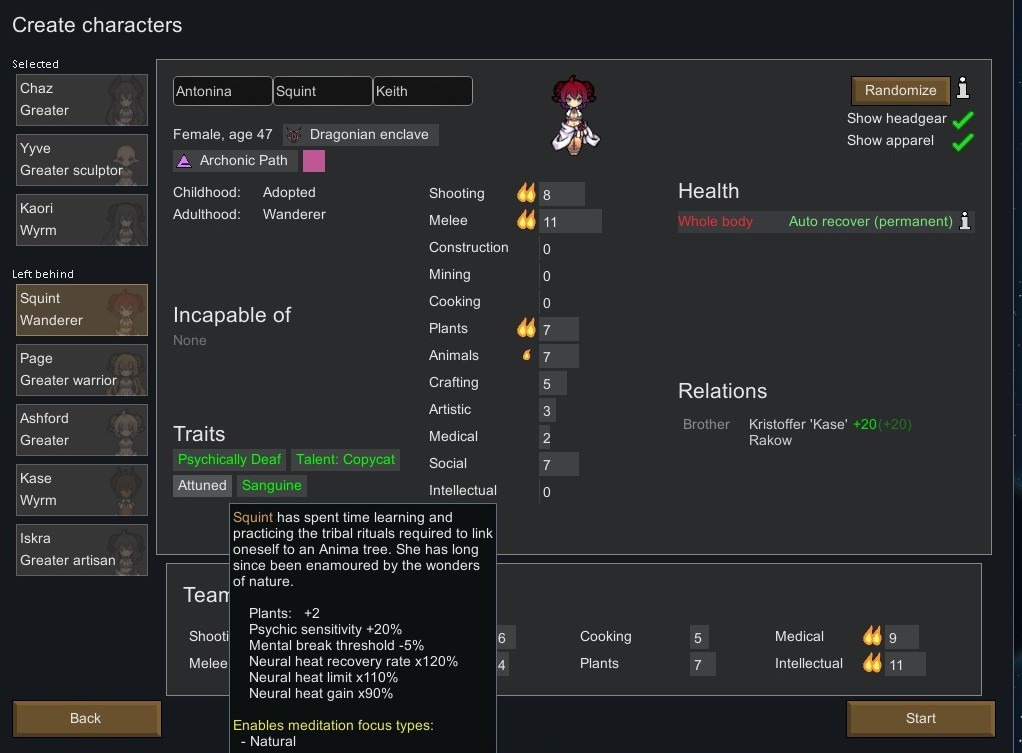 Create characters
Selected
Chaz
Greater
Yyve
Greater sculptor
Kaori
Wyrm
Left behind
Squint
Wanderer
Page
Greater warrior
Ashford
Greater
Kase
Wyrm
Iskra
Greater artisan
Antonina Squint Keith
Randomize
Show headgear
Show apparel
Female, age 47 Dragonian enclave
Archonic Path
Childhood: Adopted
Adulthood: Wanderer
Incapable of
None
Traits
Psychically Deaf Talent: Copycat
Attuned Sanguine
Shooting 8
Melee 11
Construction 0
Mining 0
Cooking 0
Plants 7
Animals 7
Crafting 5
Artistic 3
Medical 2
Social 7
Intellectual 0
Health
Whole body Auto recover (permanent)
Relations
Brother Kristoffer 'Kase' +20(+20)
Rakow
Squint has spent time learning and
practicing the tribal rituals required to link
oneself to an Anima tree. She has long
since been enamoured by the wonders
of nature.
Plants: +2
Psychic sensitivity +20%
Mental break threshold -5%
Neural heat recovery rate x120%
Neural heat limit x110%
Neural heat gain x90%
Enables meditation focus types:
- Natural
Team
Shooti 6 Cooking 5 Medical 9
Melee 4 Plants 7 Intellectual 11
Back
Start